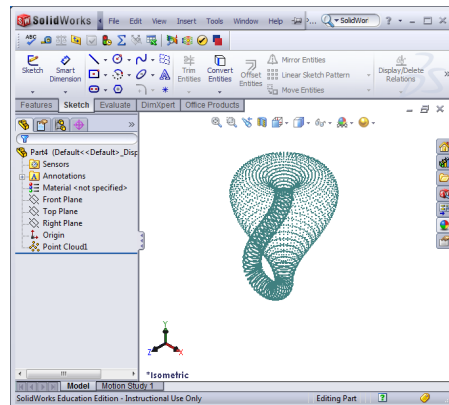 SolidWorks File Edit View Insert Tools Window Help SolidWor
ABC
Sketch Smart Dimension Trim Entities Convert Entities Offset Entities Mirror Entities Linear Sketch Pattern Move Entities Display/Delete Relations
Features Sketch Evaluate DimXpert Office Products
Part4 (Default<<Default>_Disp
Sensors
Annotations
Material <not specified>
Front Plane
Top Plane
Right Plane
Origin
Point Cloud1
Y
Z X
*Isometric
Model Motion Study 1
SolidWorks Education Edition - Instructional Use Only Editing Part